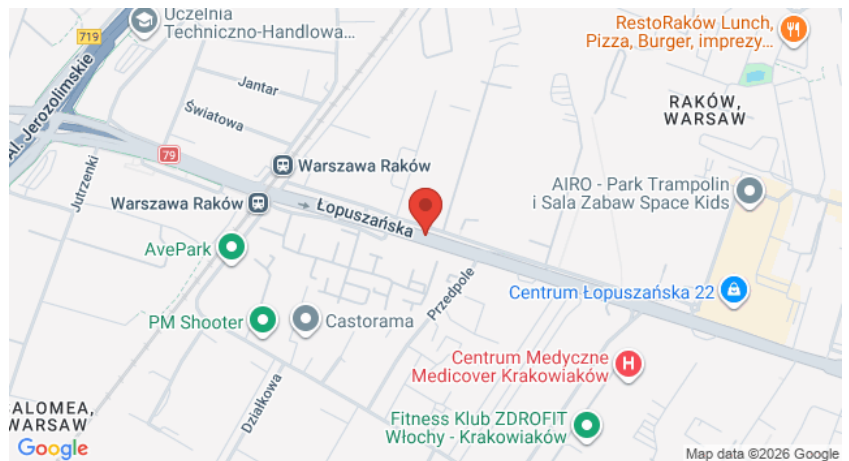 Uczelnia
Techniczno-Handlowa...
719
RestoRaków Lunch,
Pizza, Burger, imprezy...
Al. Jerozolimskie
Jantar
Światowa
RAKÓW,
WARSAW
79
Jutrzenki
Warszawa Raków
Warszawa Raków
Łopuszańska
AIRO - Park Trampolin
i Sala Zabaw Space Kids
AvePark
Przedpole
Centrum Łopuszańska 22
PM Shooter
Castorama
Centrum Medyczne
Medicover Krakowiaków
H
Działkowa
ALOMEA,
WARSAW
Fitness Klub ZDROFIT
Włochy - Krakowiaków
Google
Map data ©2026 Google